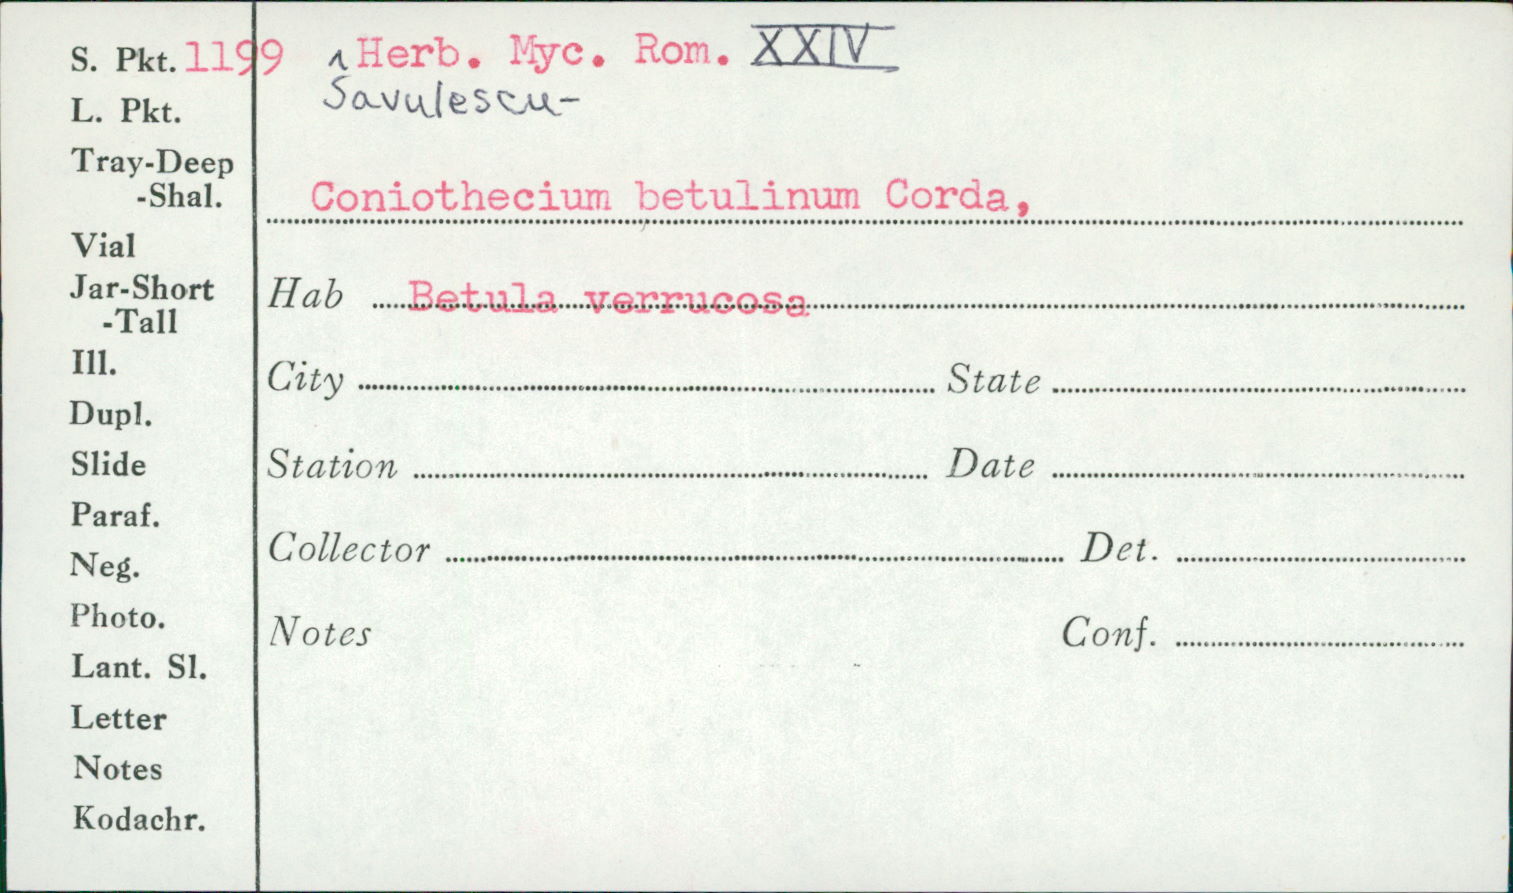 S. Pkt. 1199 ^ Herb. Myc. Rom. XXIV
Savulescu-
L. Pkt.
Tray-Deep
-Shal.
Coniothecium betulinum Corda,
Vial
Jar-Short
-Tall
Hab Betula verrucosa
Ill.
City State
Dupl.
Slide
Station Date
Paraf.
Neg.
Collector Det.
Photo.
Notes Conf.
Lant. Sl.
Letter
Notes
Kodachr.